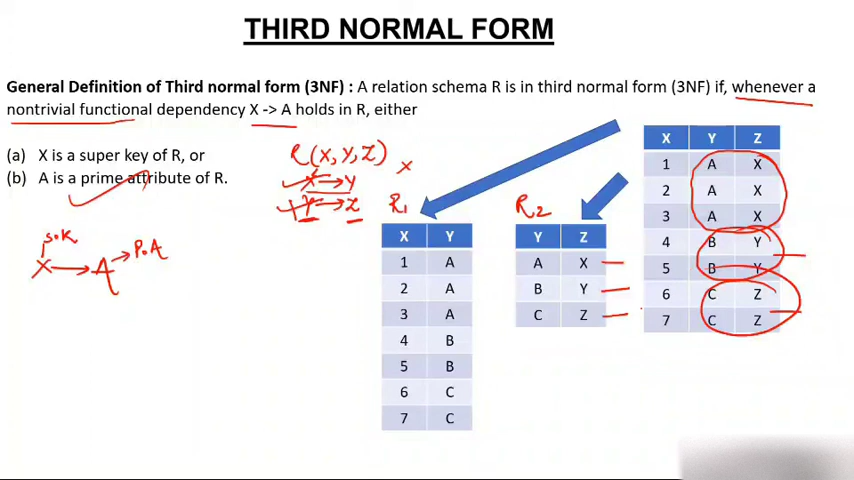 THIRD NORMAL FORM
General Definition of Third normal form (3NF) : A relation schema R is in third normal form (3NF) if, whenever a
nontrivial functional dependency X -> A holds in R, either
(a) X is a super key of R, or
(b) A is a prime attribute of R.
S.K
X → A → P.A
R(X, Y, Z) X
X → Y
Y → Z
R1
X Y
1 A
2 A
3 A
4 B
5 B
6 C
7 C
R2
Y Z
A X
B Y
C Z
X Y Z
1 A X
2 A X
3 A X
4 B Y
5 B Y
6 C Z
7 C Z